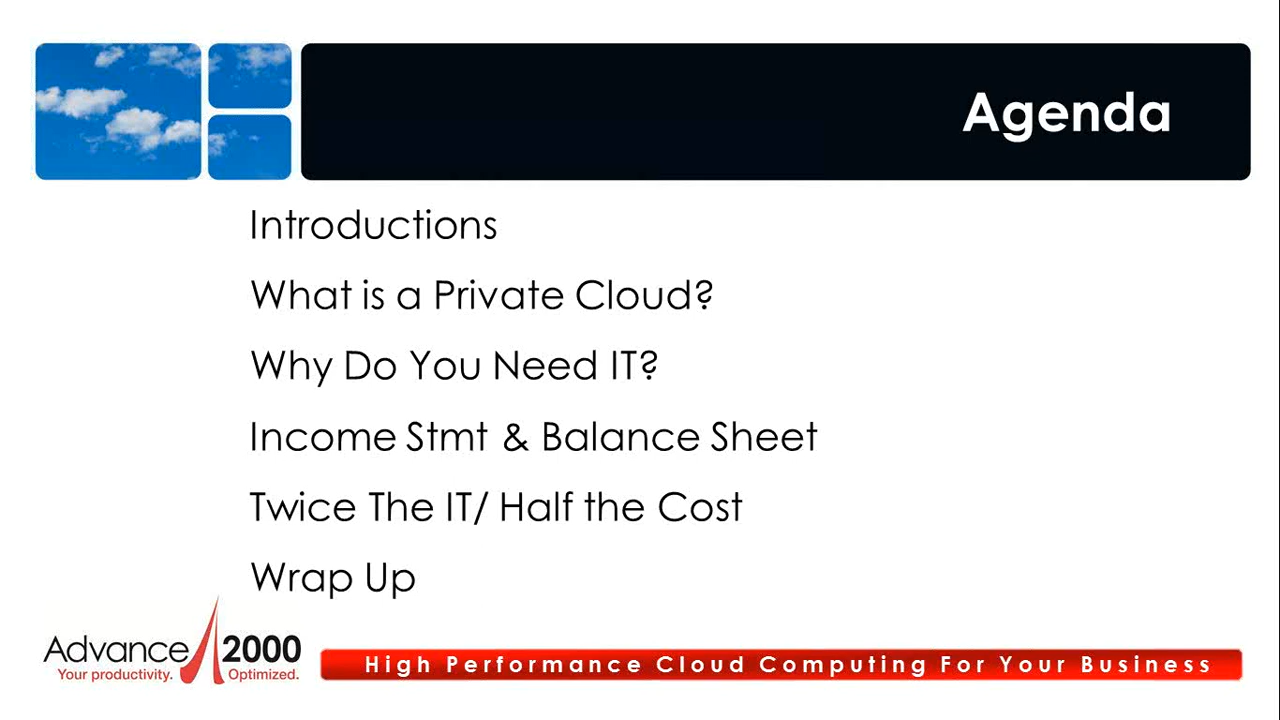 Agenda
Introductions
What is a Private Cloud?
Why Do You Need IT?
Income Stmt & Balance Sheet
Twice The IT/ Half the Cost
Wrap Up
Advance 2000
Your productivity. Optimized.
High Performance Cloud Computing For Your Business